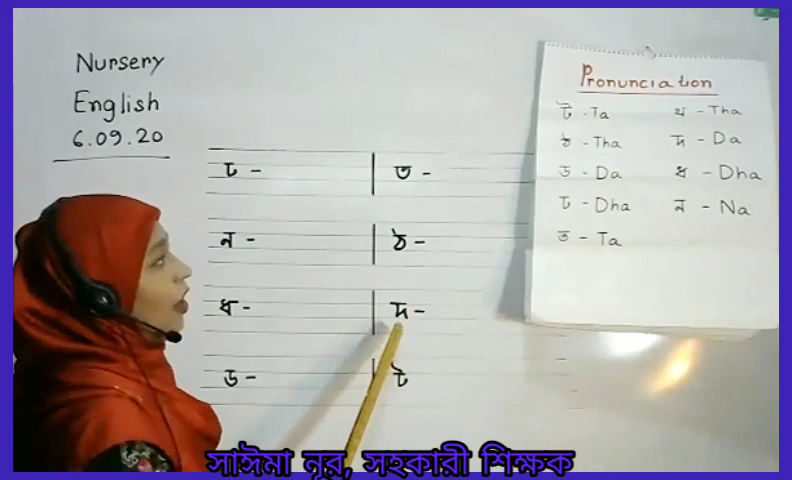 Nursery
English
6.09.20
ঢ -
ত -
ন -
ঠ -
ধ -
দ -
ড -
ট
Pronunciation
ট - Ta
থ - Tha
ঠ - Tha
দ - Da
ড - Da
ধ - Dha
ঢ - Dha
ন - Na
ত - Ta
সাঈমা নূর, সহকারী শিক্ষক